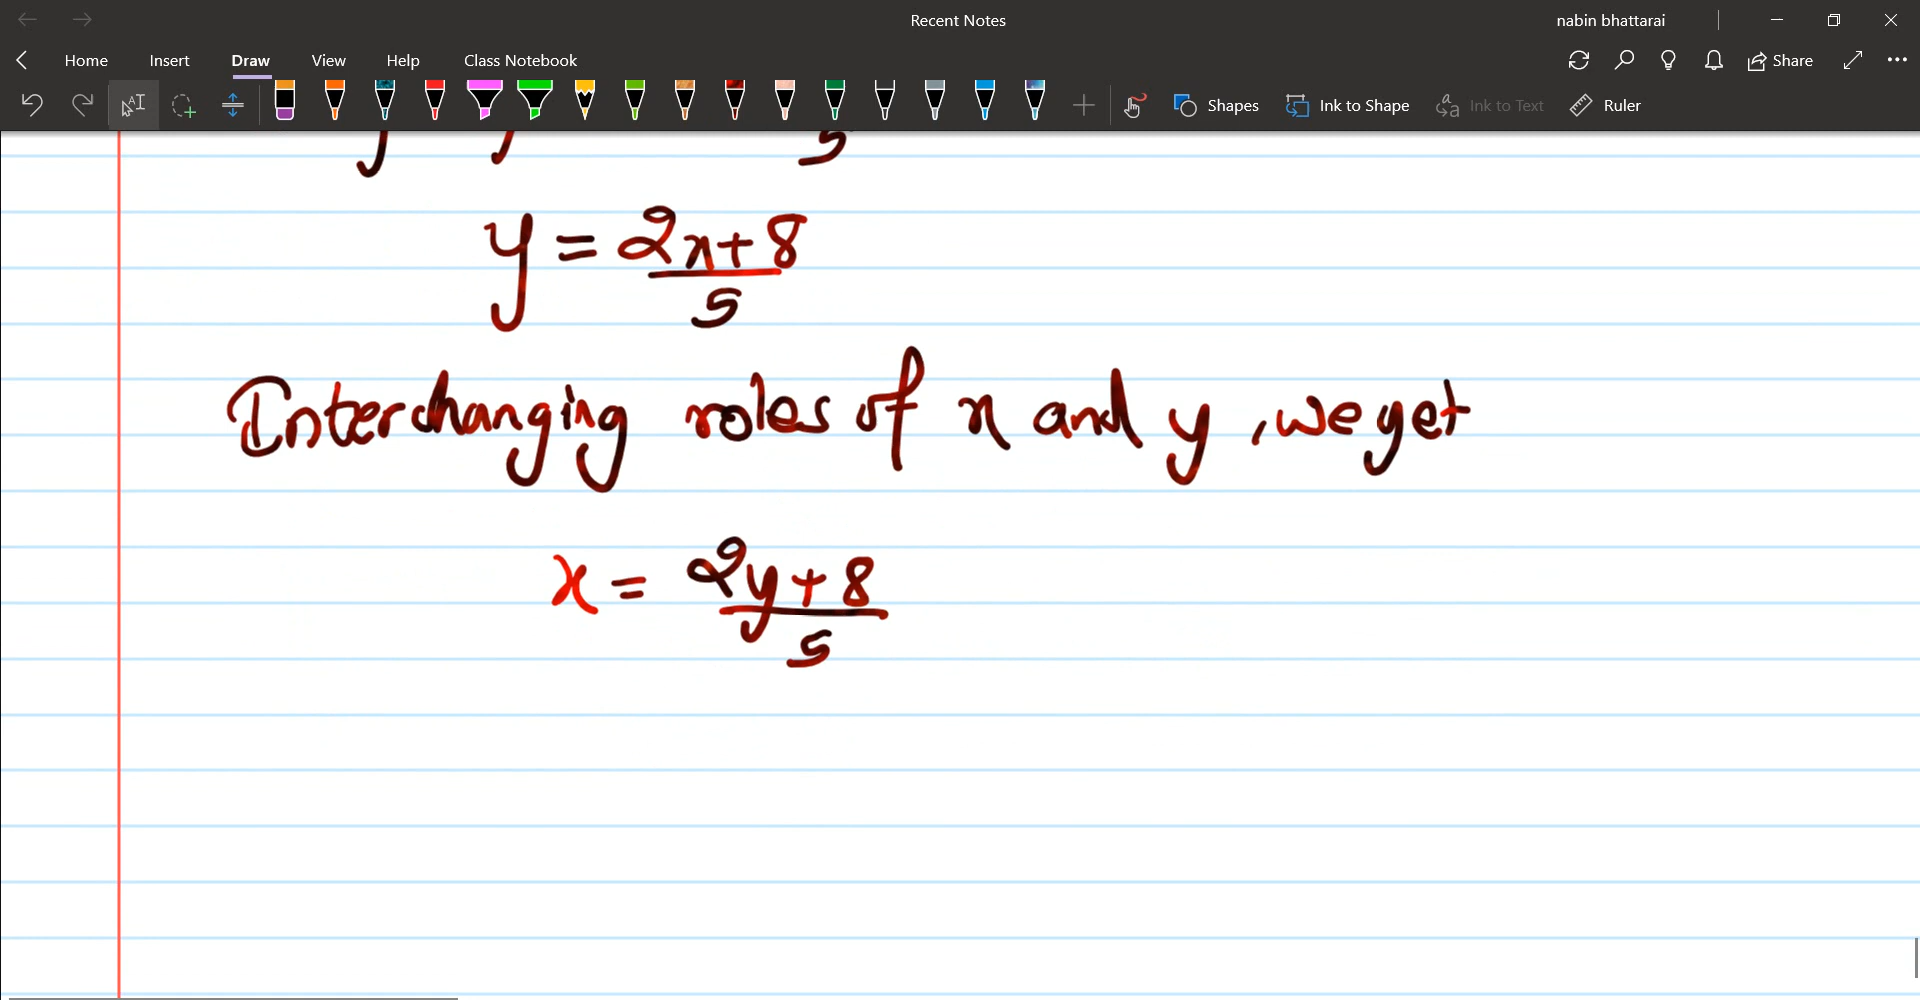 Recent Notes
nabin bhattarai
Home Insert Draw View Help Class Notebook
Share
Shapes Ink to Shape Ink to Text Ruler
5
y = 2x+8
5
Interchanging roles of x and y, we get
x = 2y+8
5